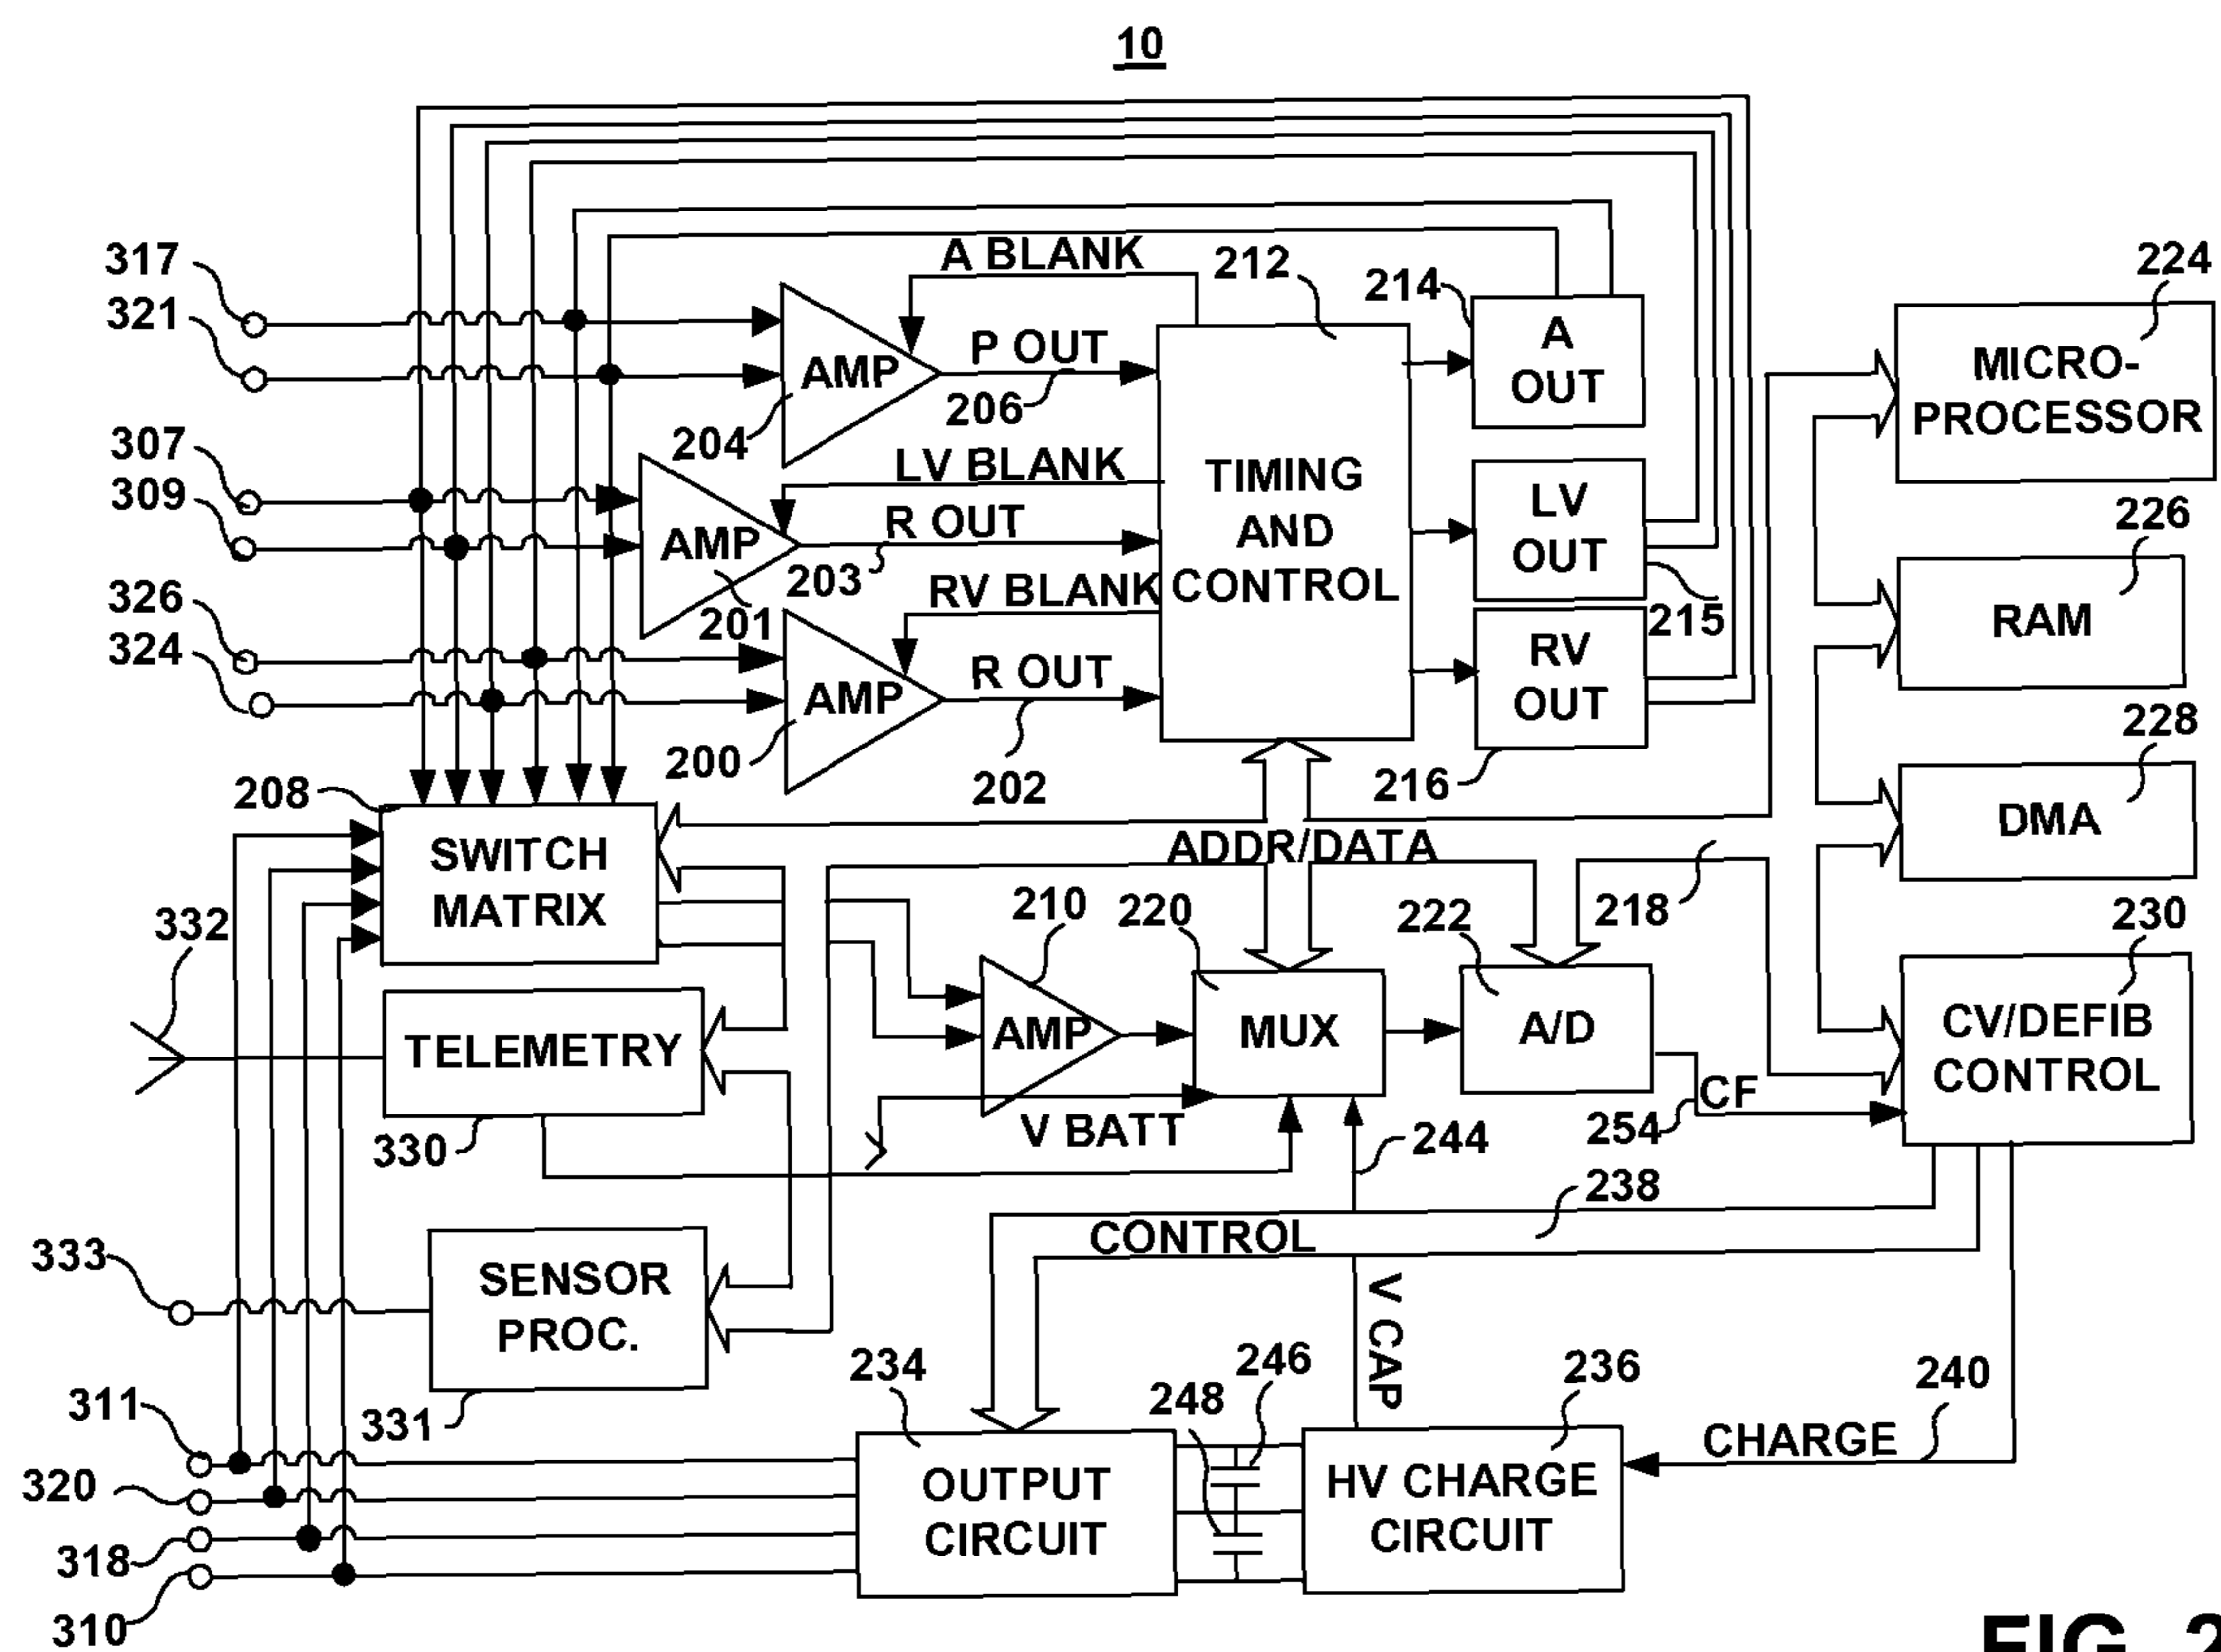 10
317
321
307
309
326
324
A BLANK
212
214
224
AMP
204
P OUT
206
A
OUT
MICRO-
PROCESSOR
LV BLANK
R OUT
203
AMP
201
TIMING
AND
CONTROL
LV
OUT
215
226
RAM
RV BLANK
AMP
200
R OUT
202
RV
OUT
216
228
DMA
208
SWITCH
MATRIX
ADDR/DATA
218
332
210
220
222
230
TELEMETRY
330
AMP
MUX
A/D
CV/DEFIB
CONTROL
V BATT
244
CF
254
238
CONTROL
333
SENSOR
PROC.
331
V CAP
234
248
246
236
240
CHARGE
311
320
318
310
OUTPUT
CIRCUIT
HV CHARGE
CIRCUIT
FIG. 2